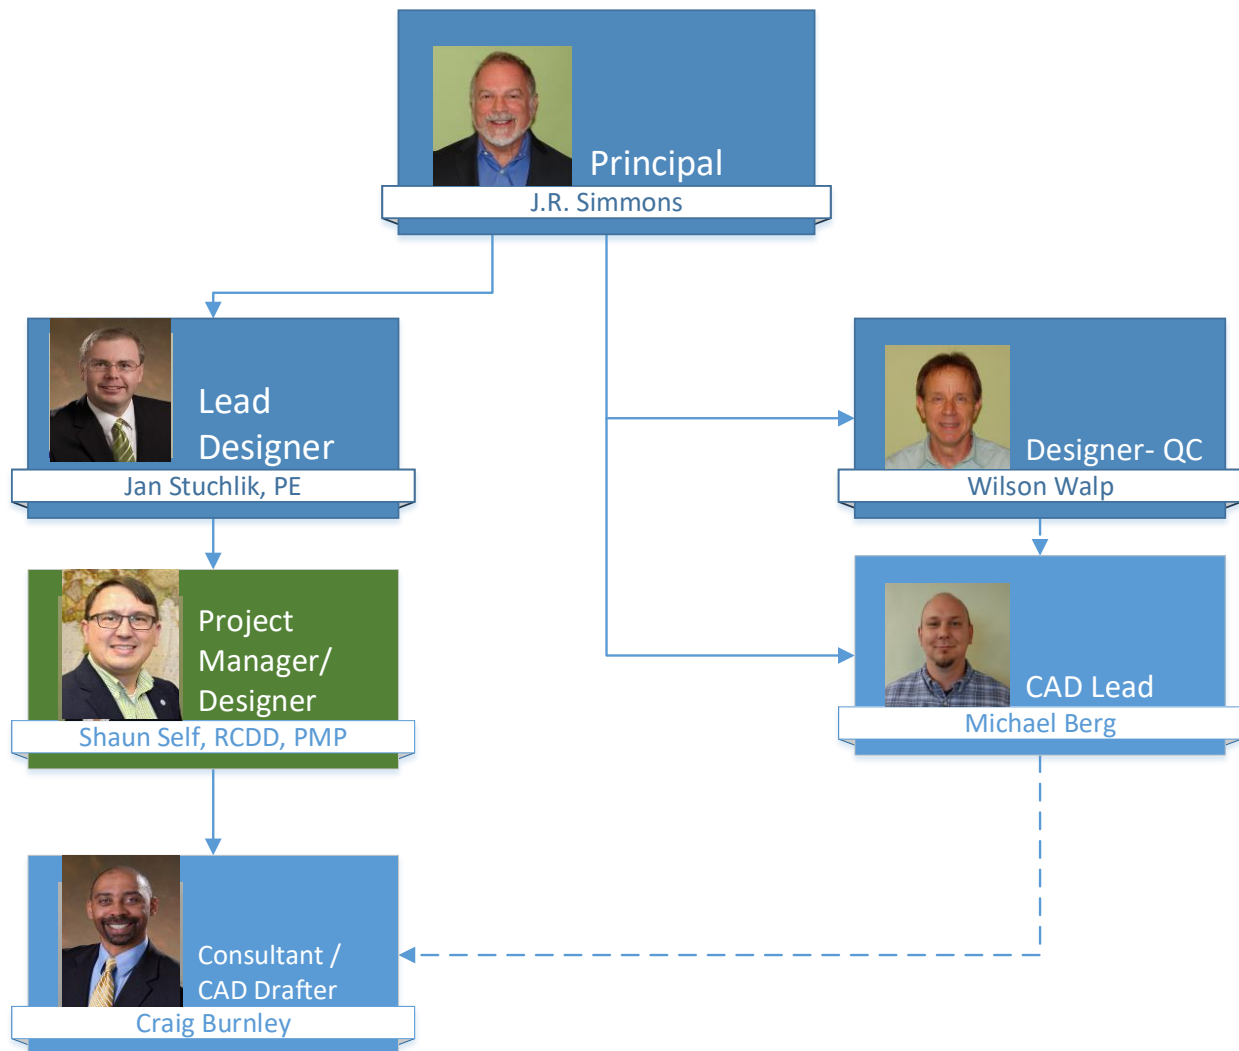 Principal
J.R. Simmons
Lead
Designer
Jan Stuchlik, PE
Designer- QC
Wilson Walp
Project
Manager/
Designer
Shaun Self, RCDD, PMP
CAD Lead
Michael Berg
Consultant /
CAD Drafter
Craig Burnley